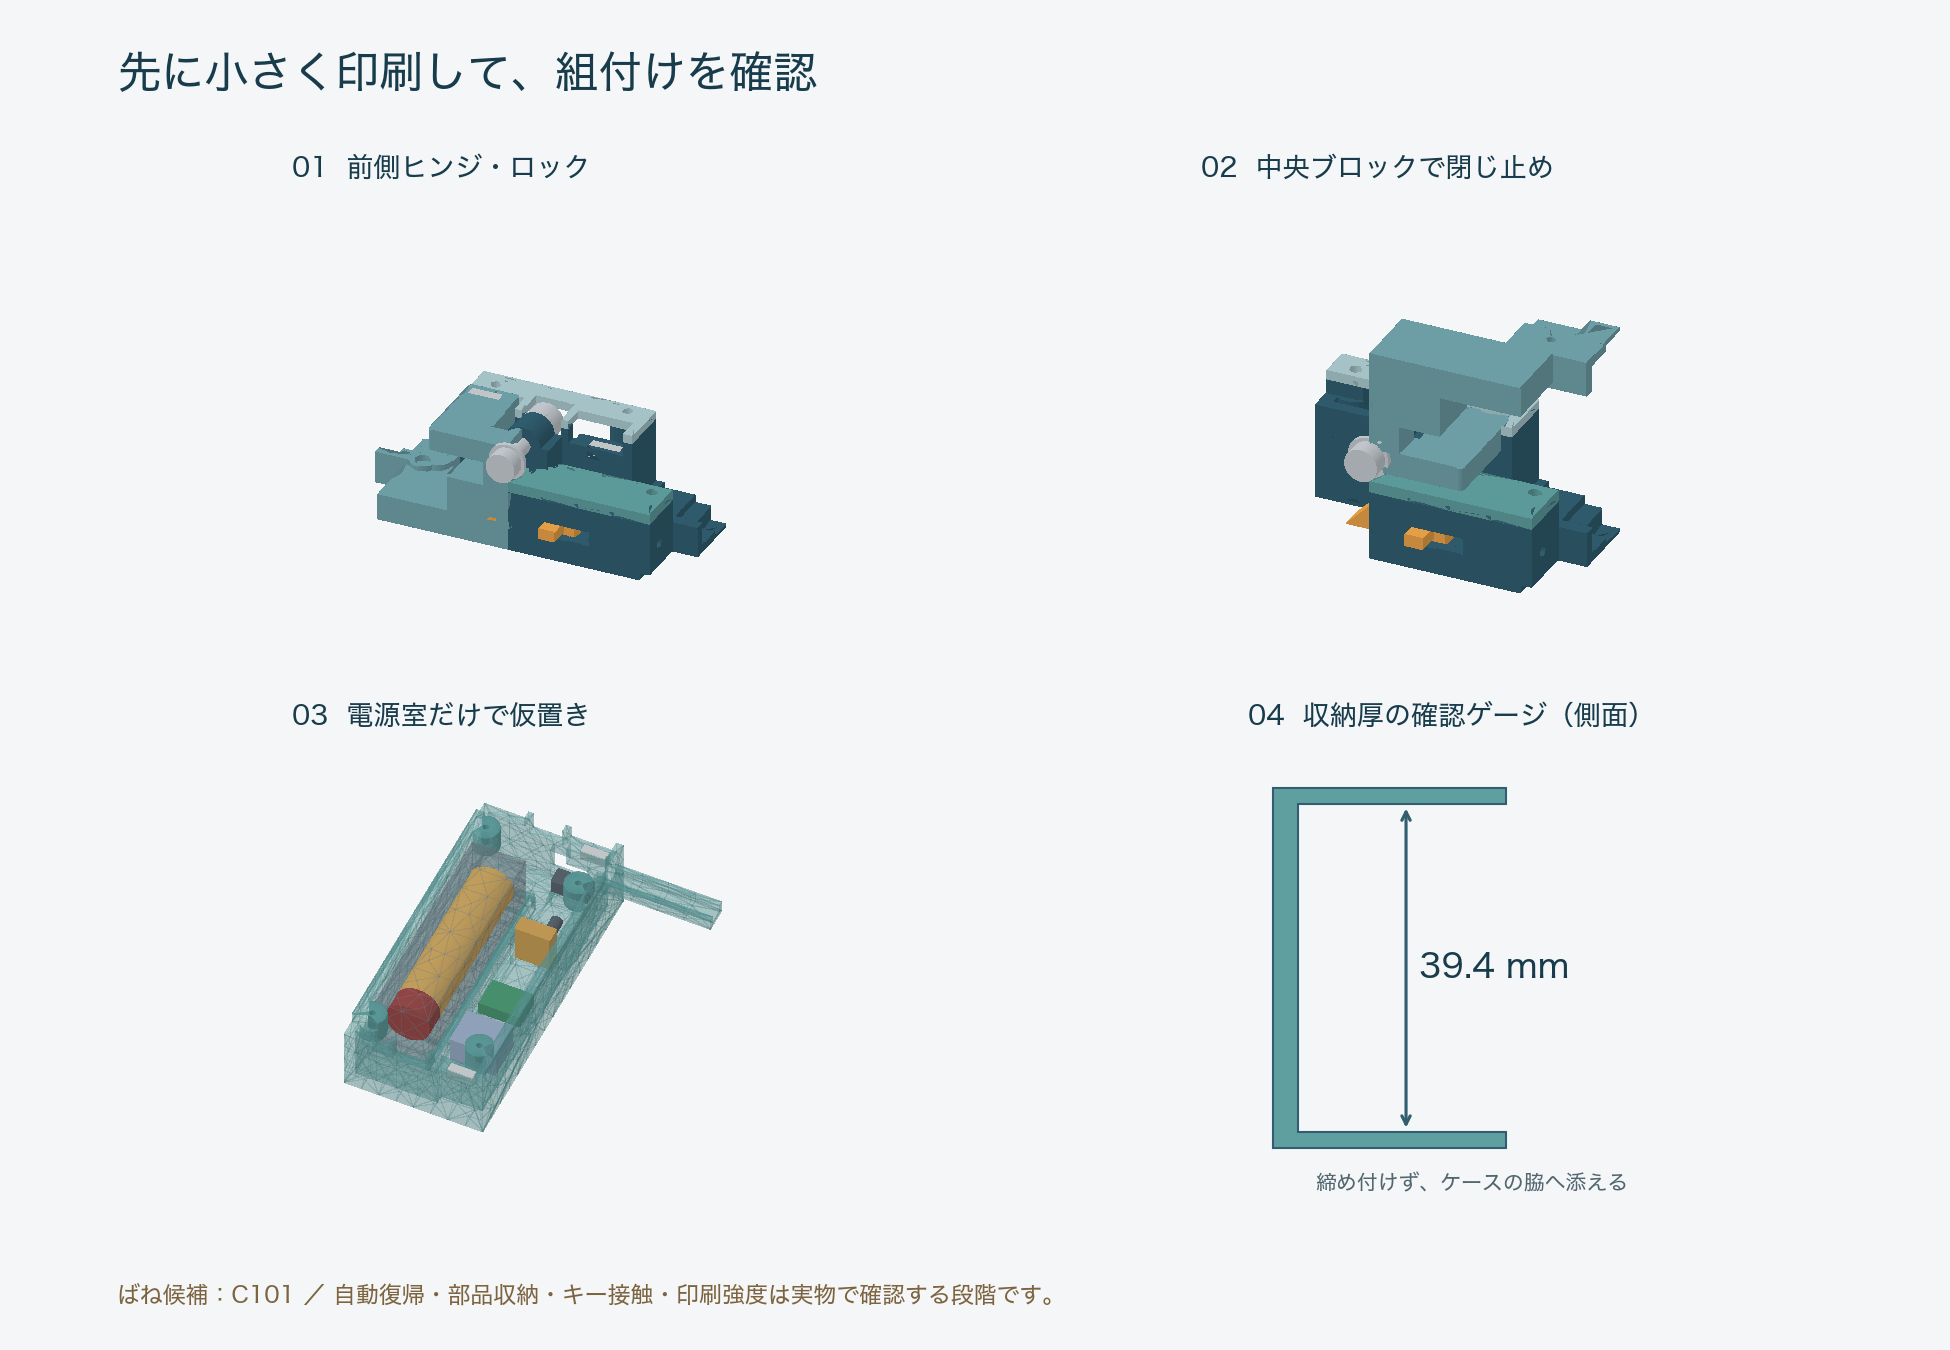 先に小さく印刷して、組付けを確認
01 前側ヒンジ・ロック
02 中央ブロックで閉じ止め
03 電源室だけで仮置き
04 収納厚の確認ゲージ（側面）
39.4 mm
締め付けず、ケースの脇へ添える
ばね候補：C101 ／ 自動復帰・部品収納・キー接触・印刷強度は実物で確認する段階です。